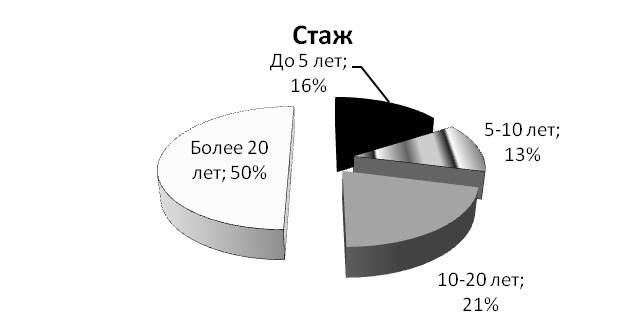 Стаж
До 5 лет;
16%
5-10 лет;
13%
Более 20
лет; 50%
10-20 лет;
21%